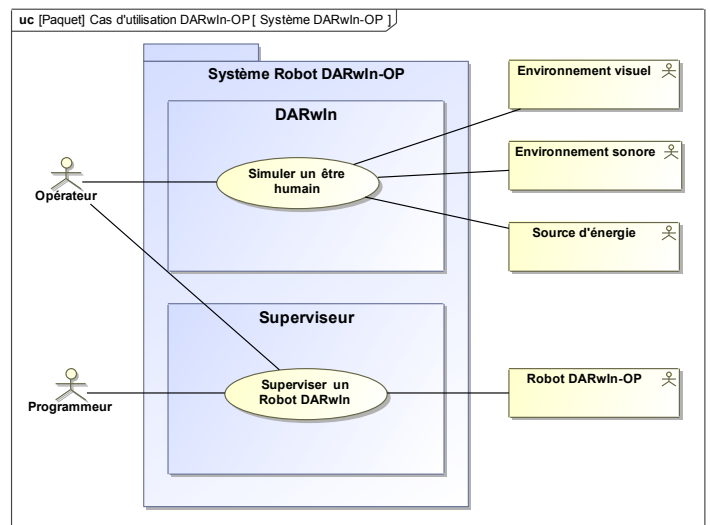 uc [Paquet] Cas d'utilisation DARwIn-OP [ Système DARwIn-OP ]
Système Robot DARwIn-OP
DARwIn
Simuler un être
humain
Environnement visuel
Environnement sonore
Source d'énergie
Opérateur
Superviseur
Superviser un
Robot DARwIn
Programmeur
Robot DARwIn-OP